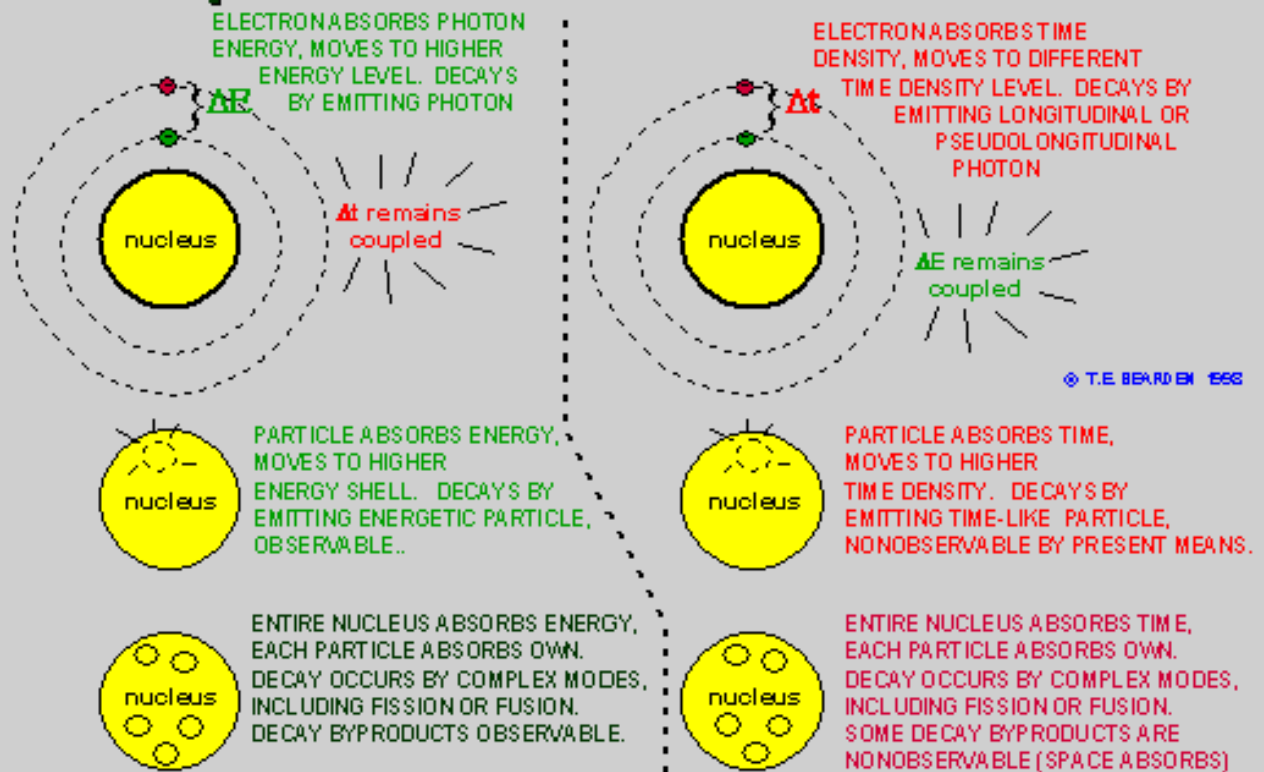 ELECTRON ABSORBS PHOTON
ENERGY, MOVES TO HIGHER
ENERGY LEVEL. DECAYS
BY EMITTING PHOTON
ΔE
nucleus
Δt remains
coupled
ELECTRON ABSORBS TIME
DENSITY, MOVES TO DIFFERENT
TIME DENSITY LEVEL. DECAYS BY
EMITTING LONGITUDINAL OR
PSEUDOLONGITUDINAL
PHOTON
Δt
nucleus
ΔE remains
coupled
© T.E. BEARDEN 1998
PARTICLE ABSORBS ENERGY,
MOVES TO HIGHER
ENERGY SHELL. DECAYS BY
EMITTING ENERGETIC PARTICLE,
OBSERVABLE..
nucleus
PARTICLE ABSORBS TIME,
MOVES TO HIGHER
TIME DENSITY. DECAYS BY
EMITTING TIME-LIKE PARTICLE,
NONOBSERVABLE BY PRESENT MEANS.
nucleus
ENTIRE NUCLEUS ABSORBS ENERGY,
EACH PARTICLE ABSORBS OWN.
DECAY OCCURS BY COMPLEX MODES,
INCLUDING FISSION OR FUSION.
DECAY BYPRODUCTS OBSERVABLE.
nucleus
ENTIRE NUCLEUS ABSORBS TIME,
EACH PARTICLE ABSORBS OWN.
DECAY OCCURS BY COMPLEX MODES,
INCLUDING FISSION OR FUSION.
SOME DECAY BYPRODUCTS ARE
NONOBSERVABLE (SPACE ABSORBS)
nucleus